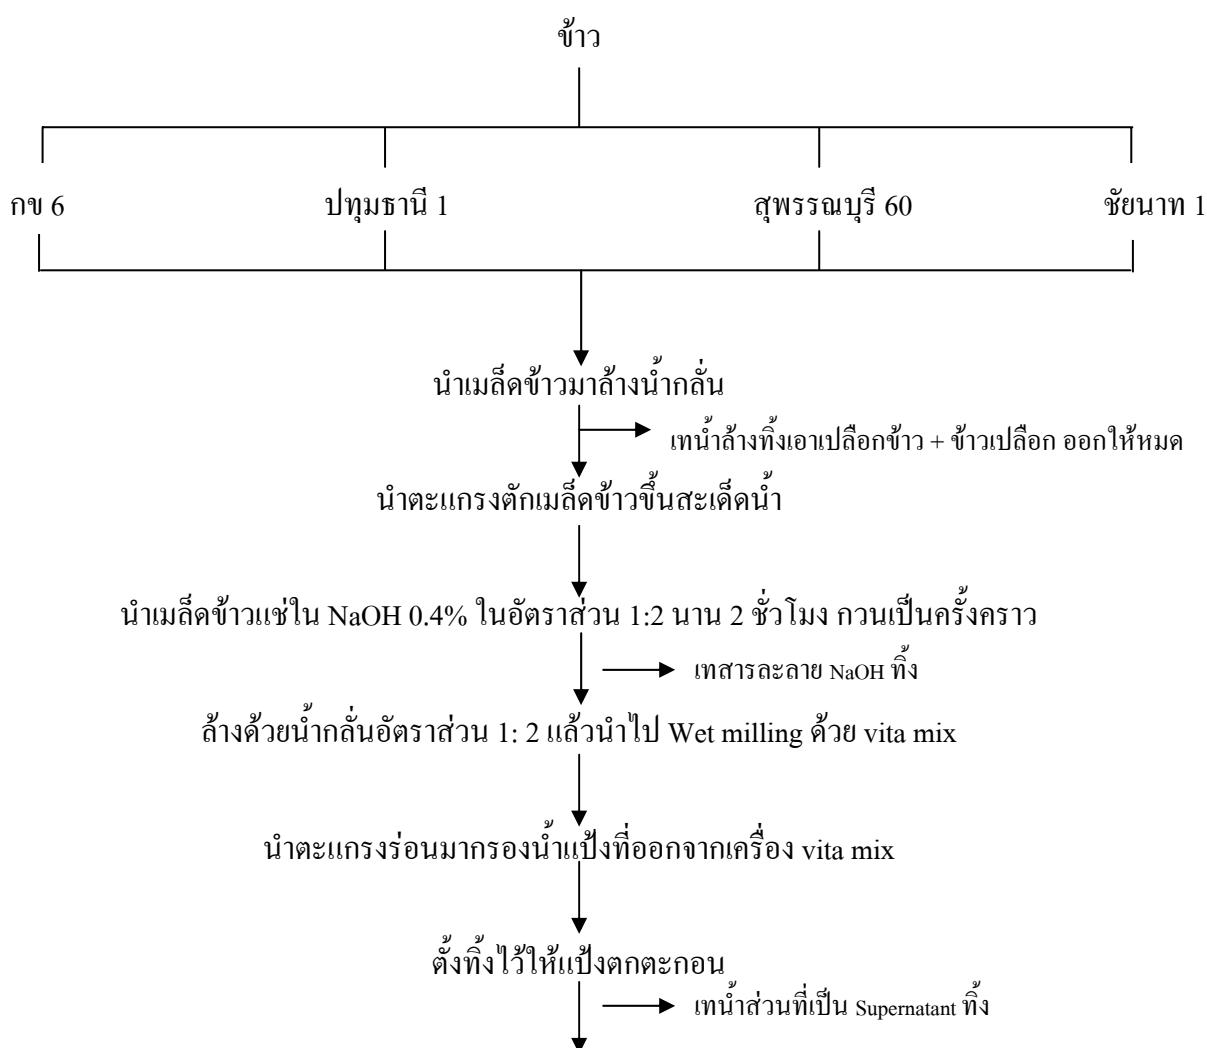 ข้าว
กข 6 ปทุมธานี 1 สุพรรณบุรี 60 ชัยนาท 1
นำเมล็ดข้าวมาล้างน้ำกลั่น
เทน้ำล้างทิ้งเอาเปลือกข้าว + ข้าวเปลือก ออกให้หมด
นำตะแกรงตักเมล็ดข้าวขึ้นสะเด็ดน้ำ
นำเมล็ดข้าวแช่ใน NaOH 0.4% ในอัตราส่วน 1:2 นาน 2 ชั่วโมง กวนเป็นครั้งคราว
เทสารละลาย NaOH ทิ้ง
ล้างด้วยน้ำกลั่นอัตราส่วน 1: 2 แล้วนำไป Wet milling ด้วย vita mix
นำตะแกรงร่อนมากรองน้ำแป้งที่ออกจากเครื่อง vita mix
ตั้งทิ้งไว้ให้แป้งตกตะกอน
เทน้ำส่วนที่เป็น Supernatant ทิ้ง